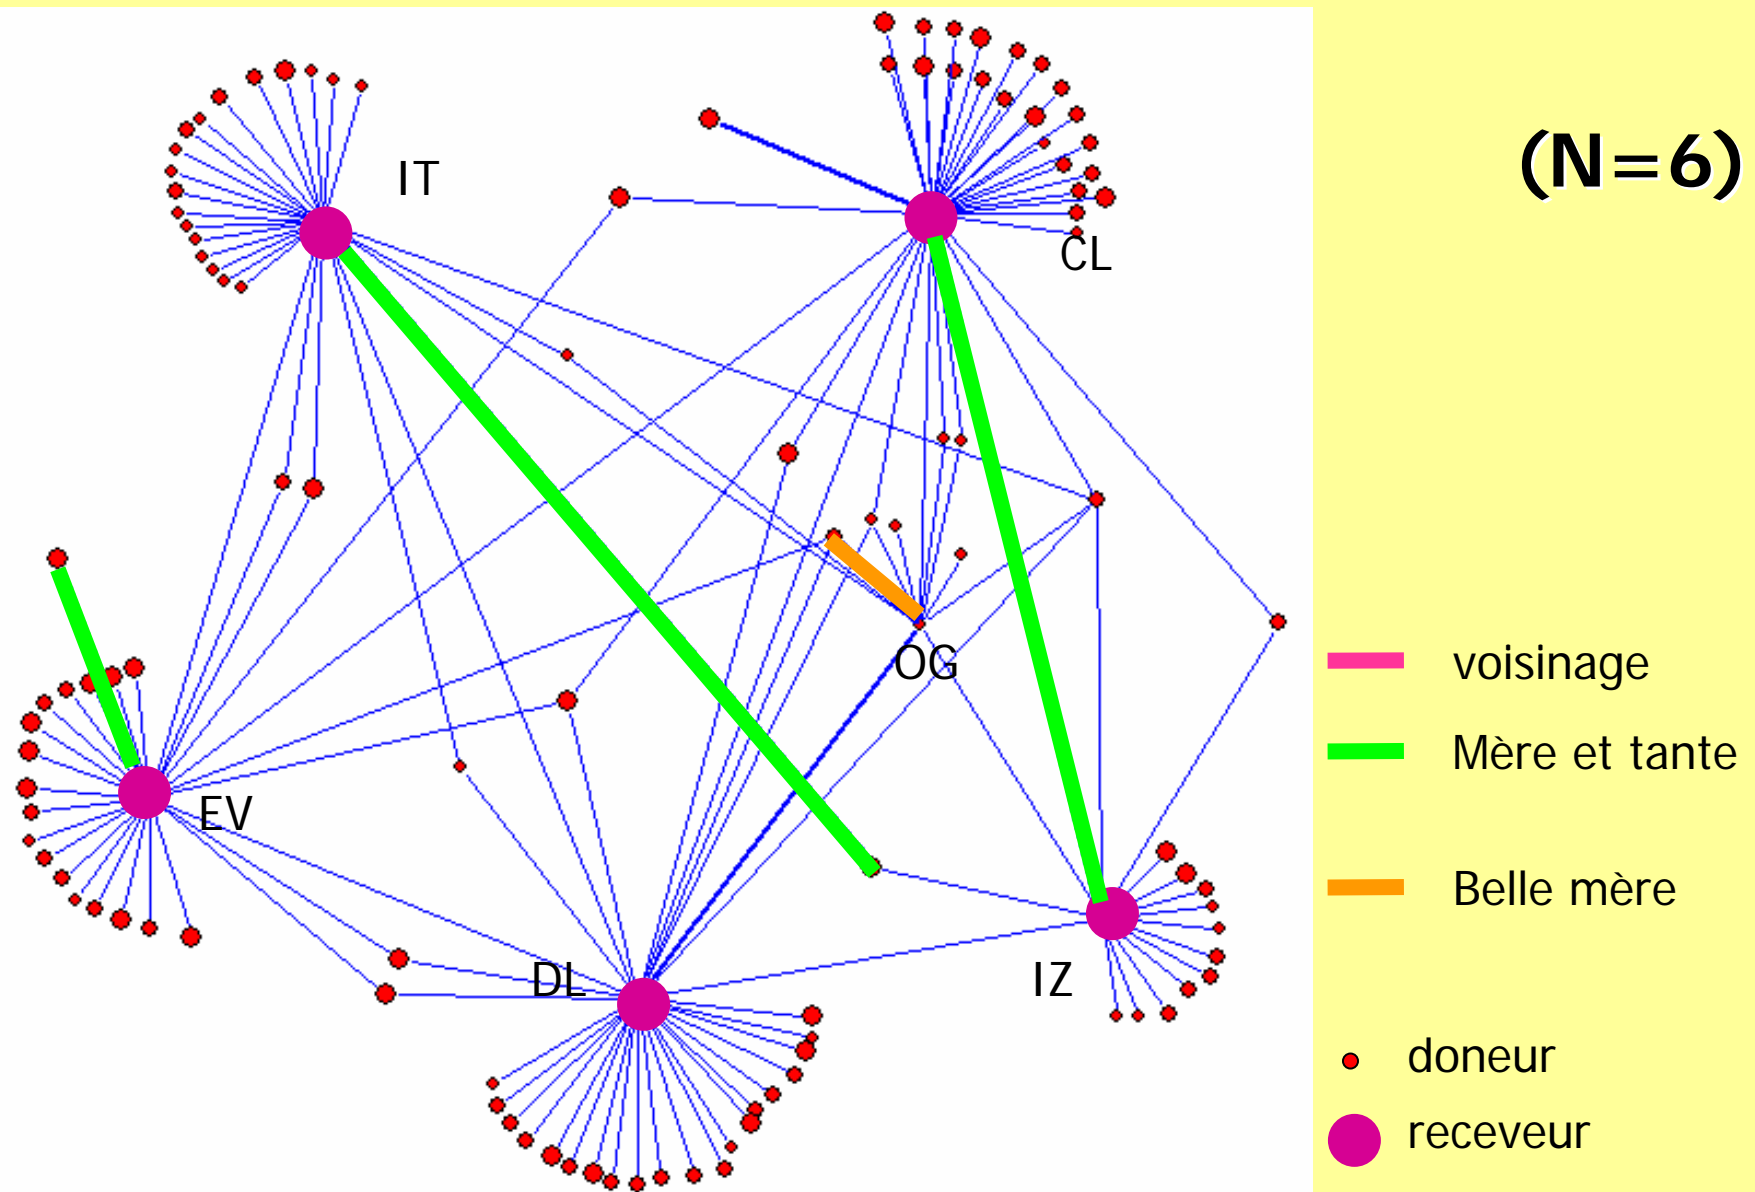 (N=6)
IT
CL
OG
EV
DL
IZ
voisinage
Mère et tante
Belle mère
doneur
receveur